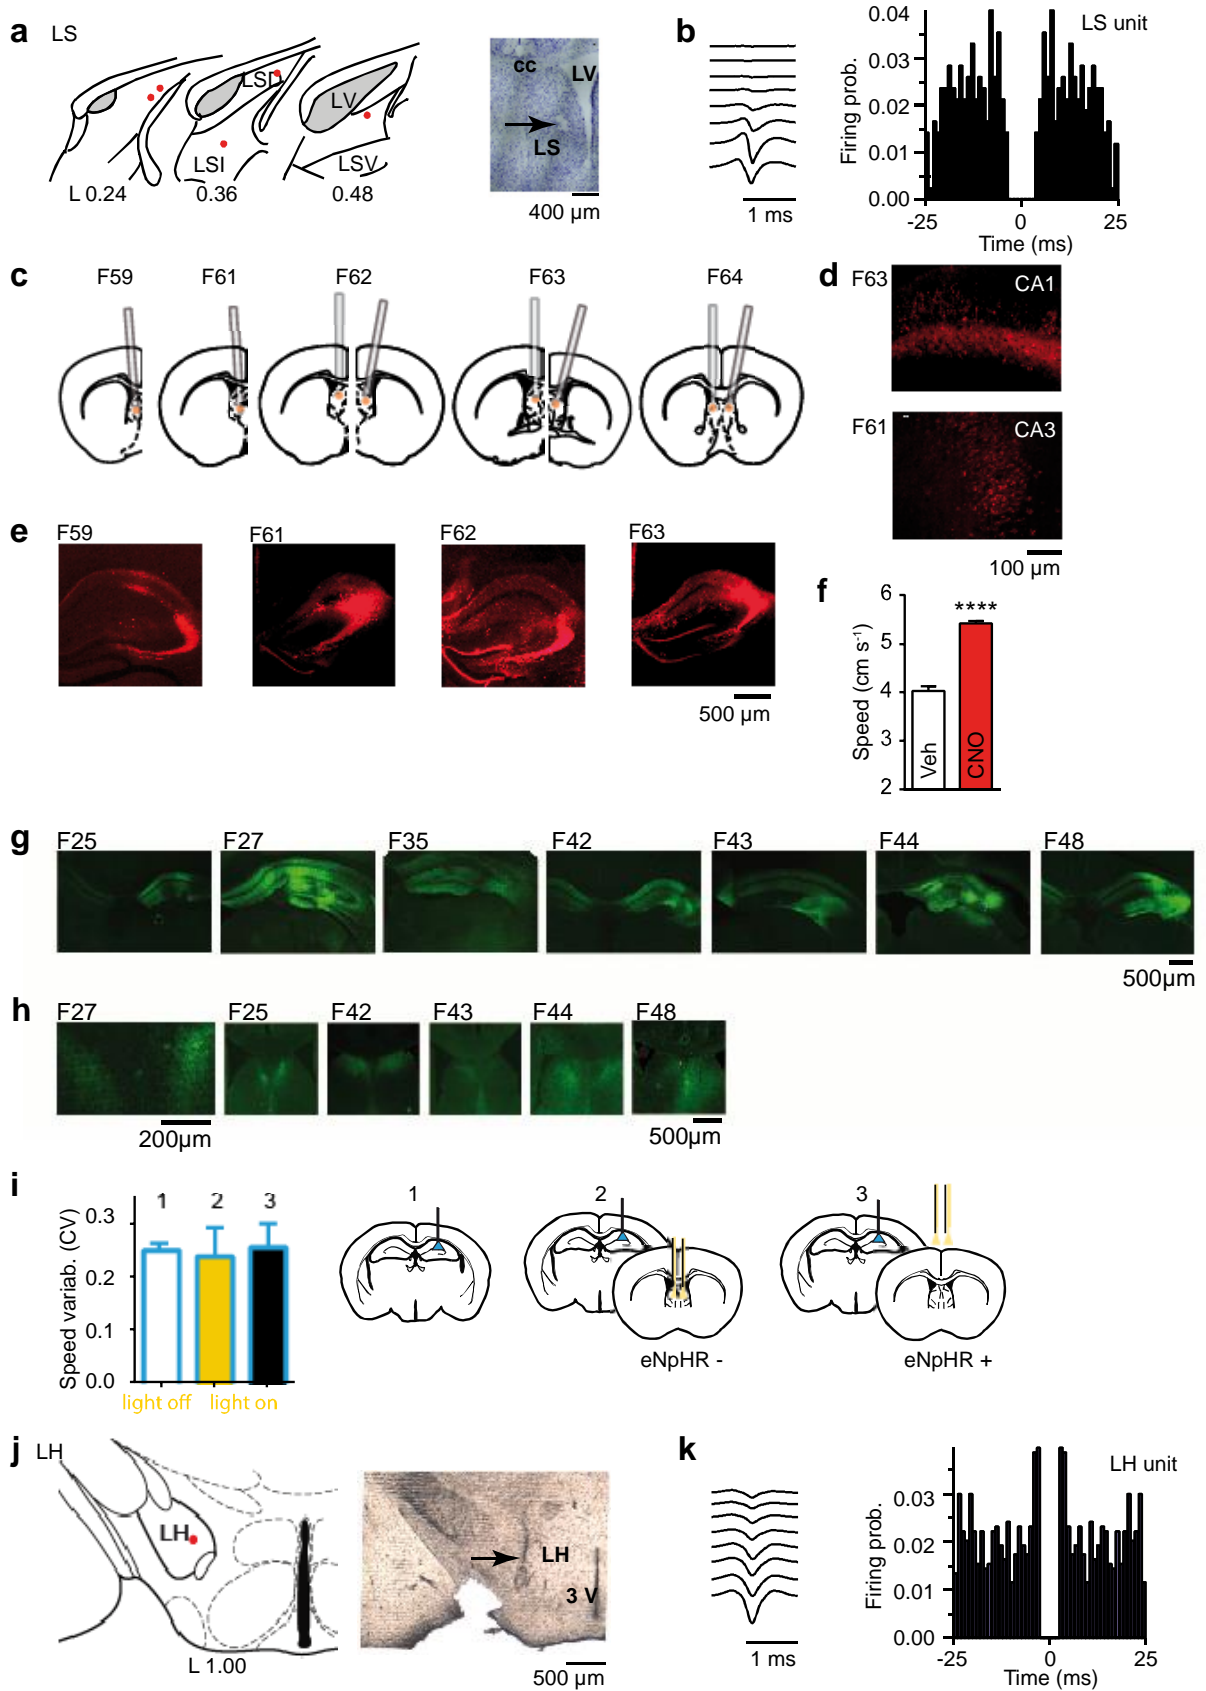 a LS
LSD
LV
LSI
LSV
L 0.24 0.36 0.48
cc
LV
LS
400 µm
b
1 ms
LS unit
Firing prob.
0.04
0.03
0.02
0.01
0.00
-25 0 25
Time (ms)
c F59 F61 F62 F63 F64
d F63 CA1
F61 CA3
100 µm
e F59 F61 F62 F63
500 µm
f
Speed (cm s-1)
6
5
4
3
2
****
Veh
CNO
g F25 F27 F35 F42 F43 F44 F48
500µm
h F27 F25 F42 F43 F44 F48
200µm 500µm
i
Speed variab. (CV)
0.3
0.2
0.1
0.0
1 2 3
light off light on
1 2 3
eNpHR - eNpHR +
j LH
LH
L 1.00
LH
3 V
500 µm
k
1 ms
LH unit
Firing prob.
0.03
0.02
0.01
0.00
-25 0 25
Time (ms)